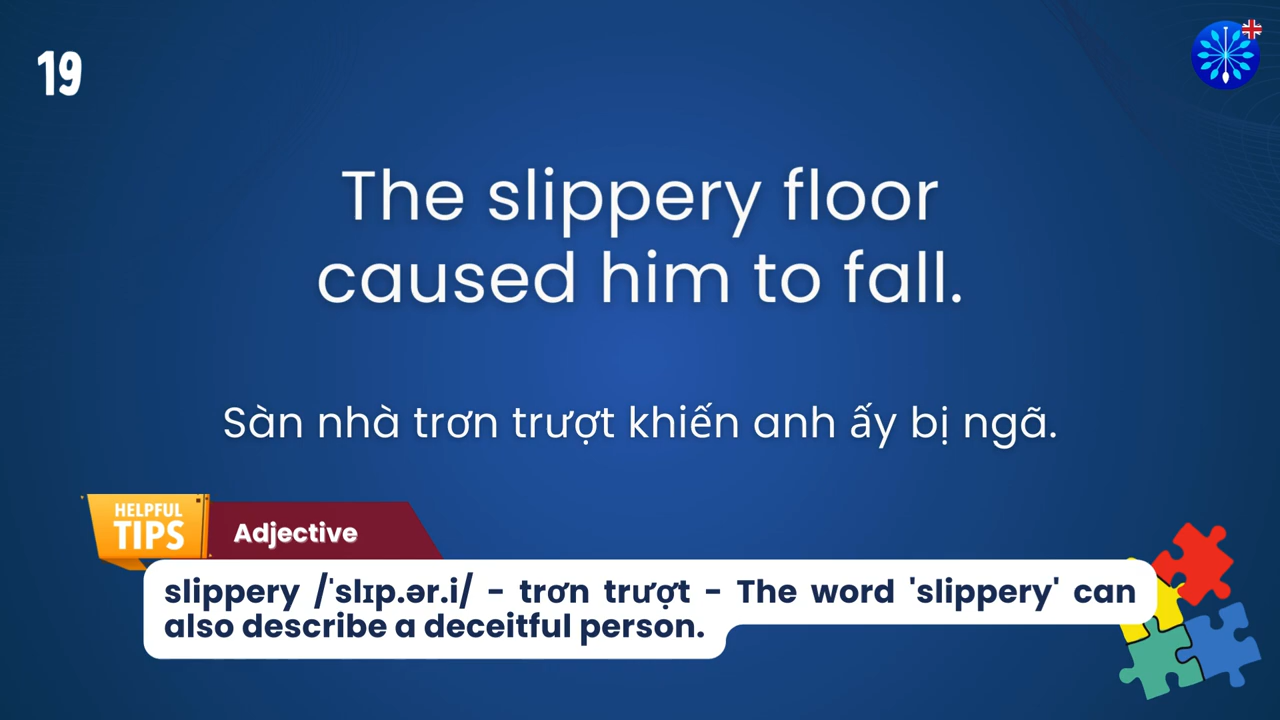 19
The slippery floor
caused him to fall.
Sàn nhà trơn trượt khiến anh ấy bị ngã.
HELPFUL
TIPS
Adjective
slippery /ˈslɪp.ər.i/ - trơn trượt - The word 'slippery' can
also describe a deceitful person.